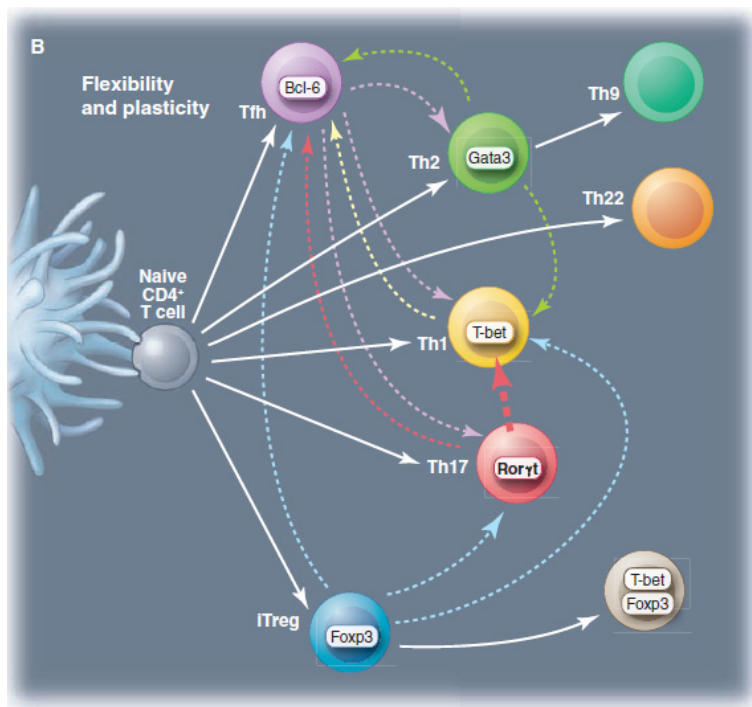 B
Flexibility
and plasticity
Bcl-6
Tfh
Th9
Th2
Gata3
Th22
Naive
CD4+
T cell
T-bet
Th1
Th17
Rorγt
ITreg
Foxp3
T-bet
Foxp3